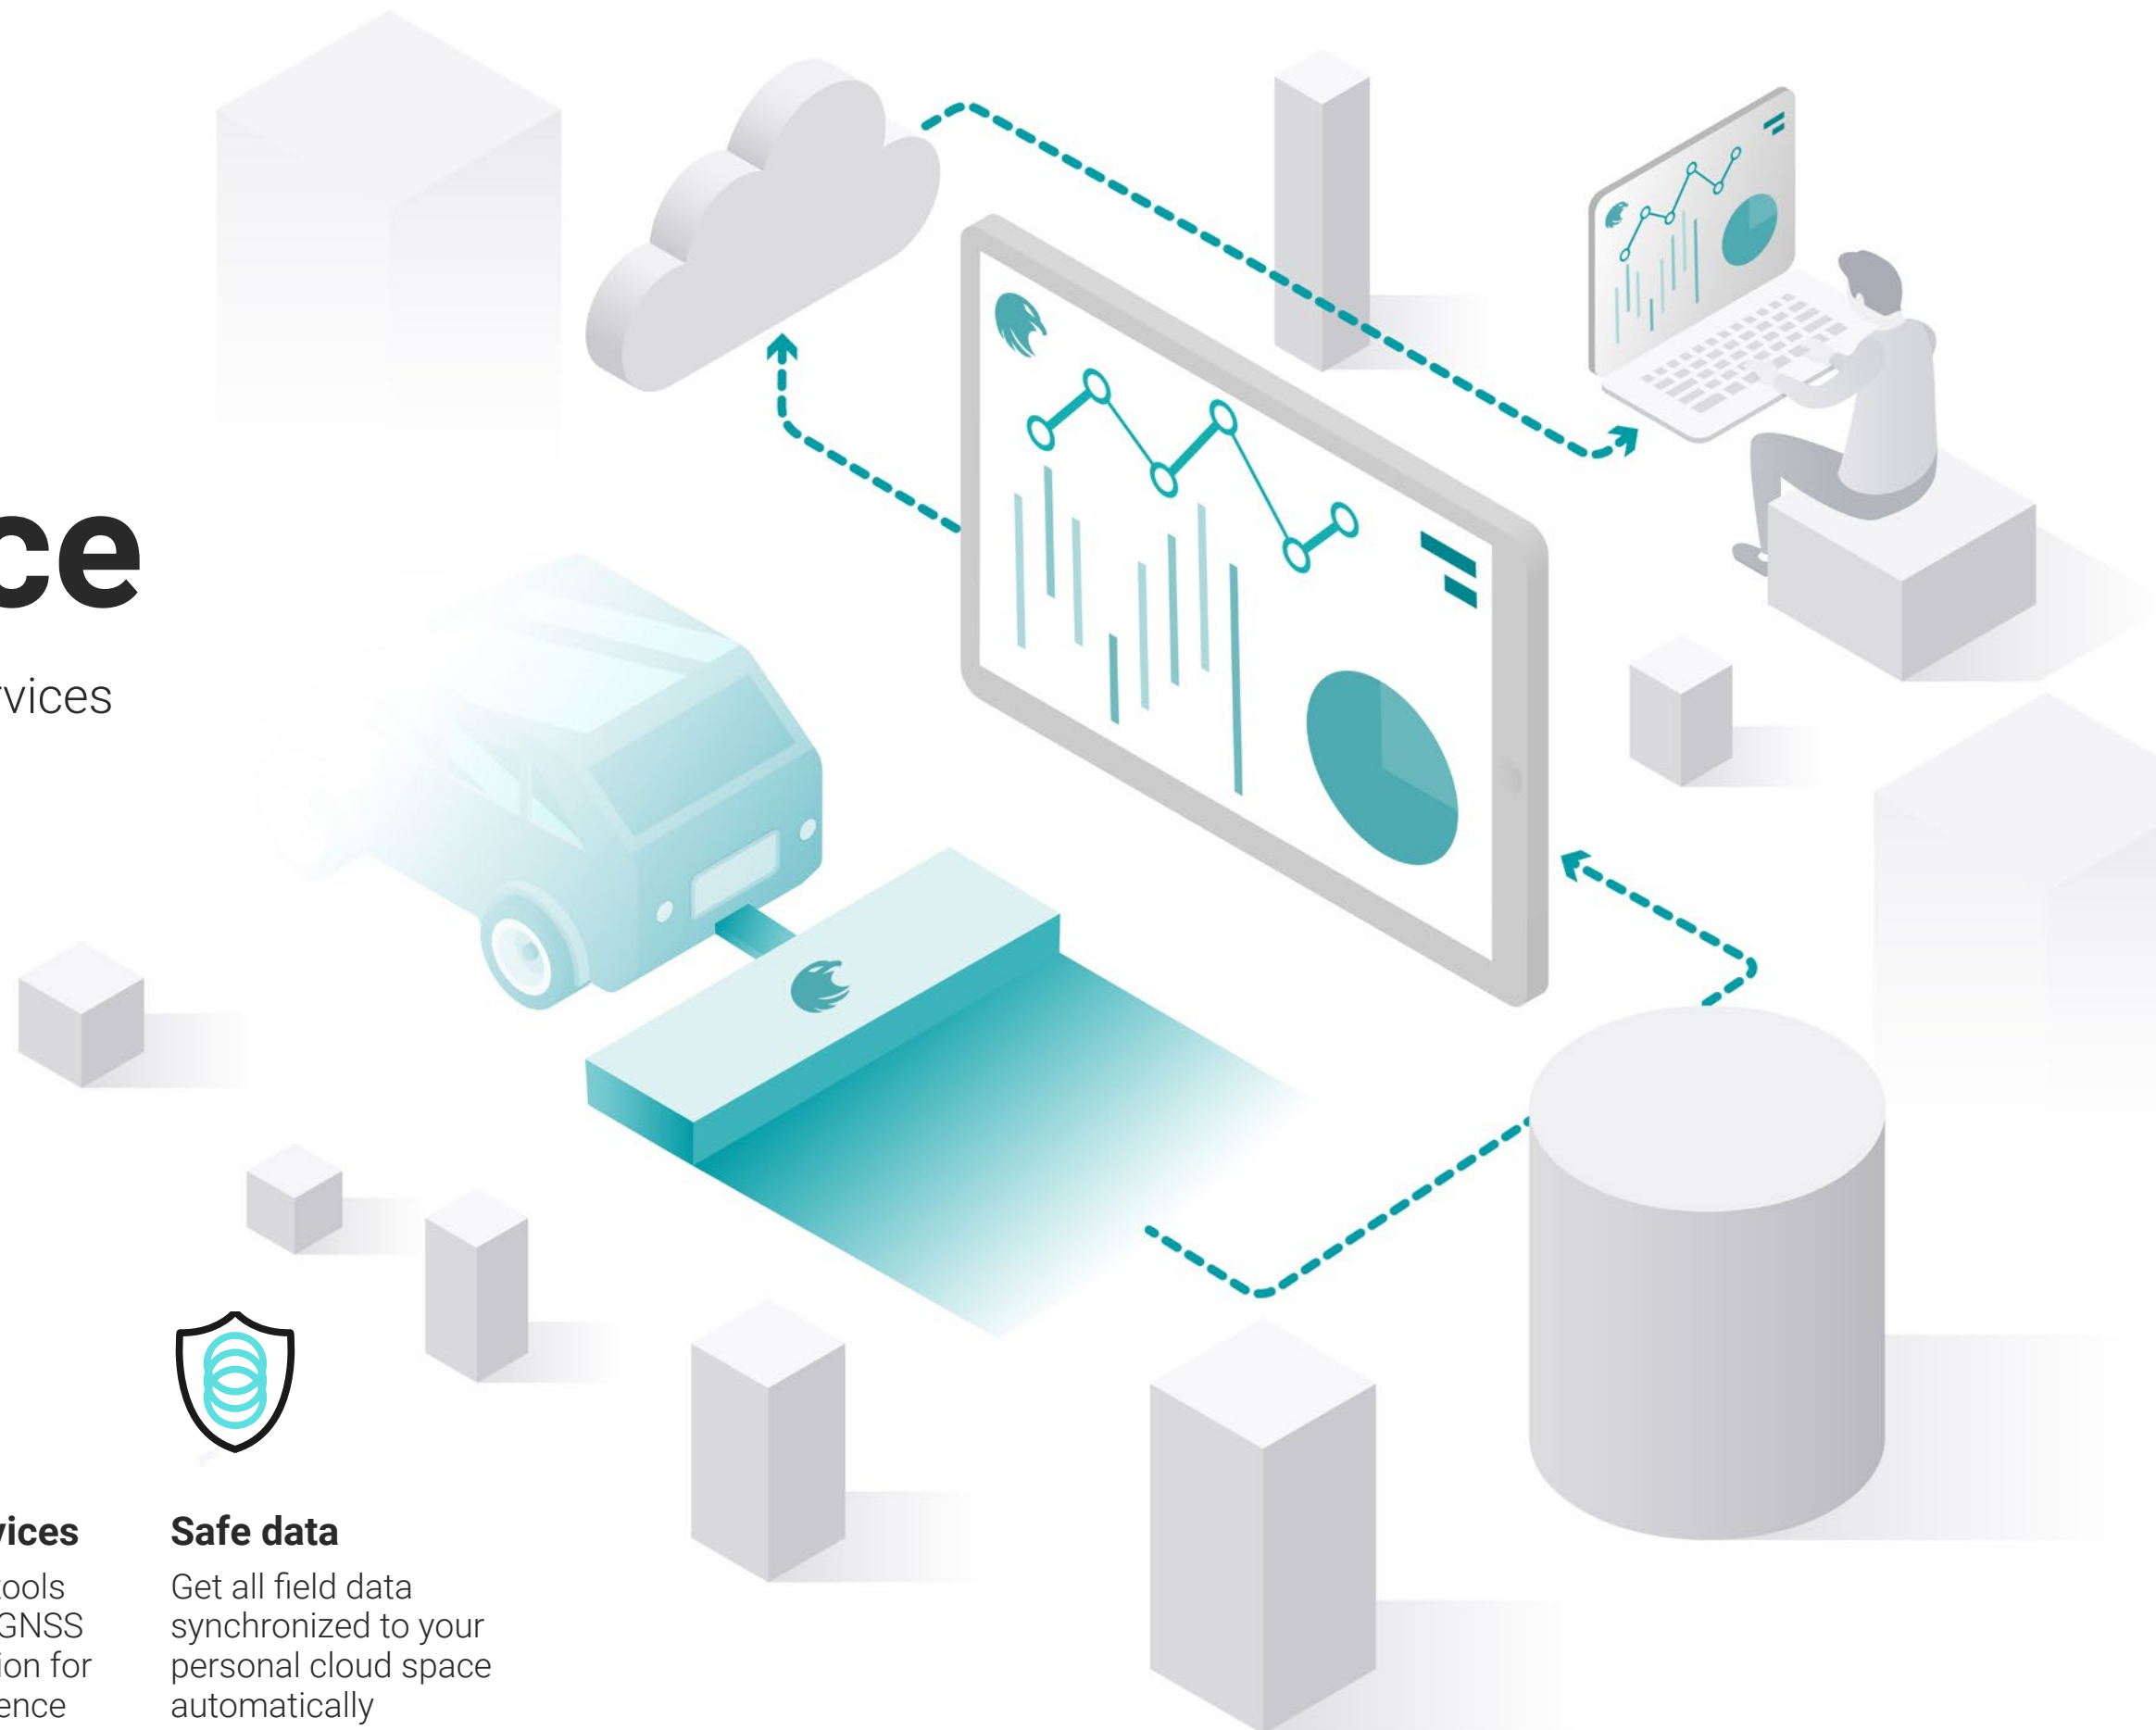 ce
vices
vices
tools
GNSS
ion for
ence
Safe data
Get all field data
synchronized to your
personal cloud space
automatically